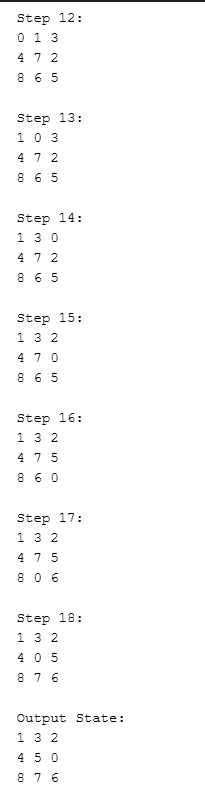 Step 12:
0 1 3
4 7 2
8 6 5
Step 13:
1 0 3
4 7 2
8 6 5
Step 14:
1 3 0
4 7 2
8 6 5
Step 15:
1 3 2
4 7 0
8 6 5
Step 16:
1 3 2
4 7 5
8 6 0
Step 17:
1 3 2
4 7 5
8 0 6
Step 18:
1 3 2
4 0 5
8 7 6
Output State:
1 3 2
4 5 0
8 7 6